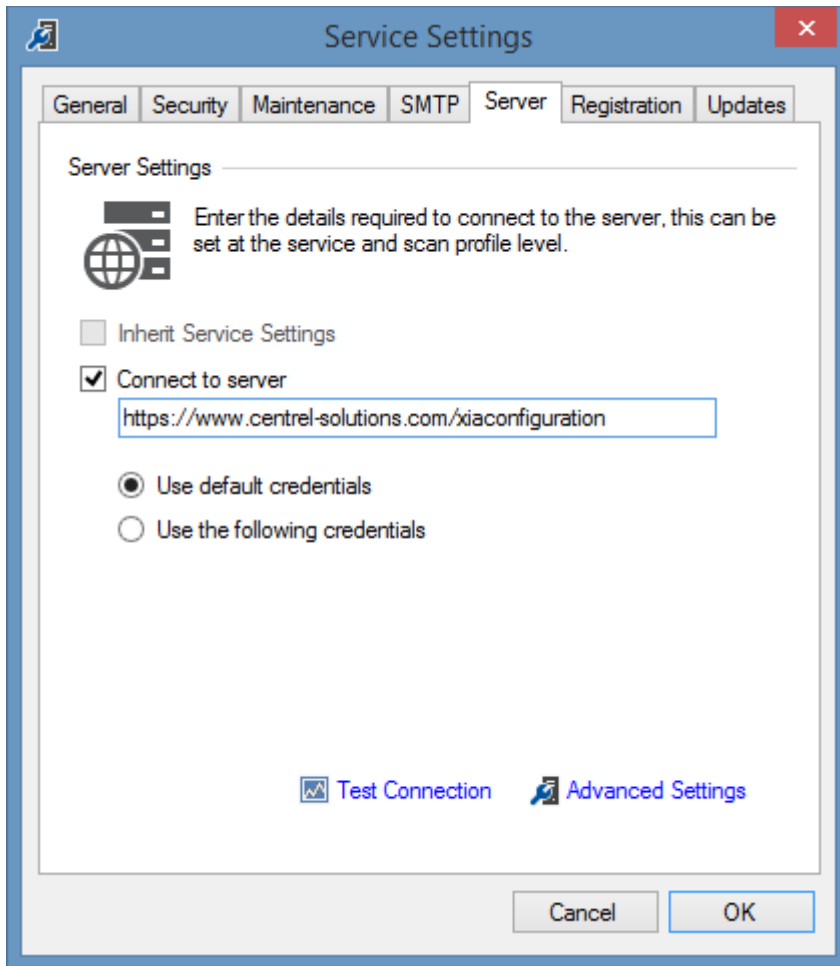 Service Settings
General Security Maintenance SMTP Server Registration Updates
Server Settings
Enter the details required to connect to the server, this can be
set at the service and scan profile level.
Inherit Service Settings
Connect to server
https://www.centrel-solutions.com/xiaconfiguration
Use default credentials
Use the following credentials
Test Connection Advanced Settings
Cancel OK